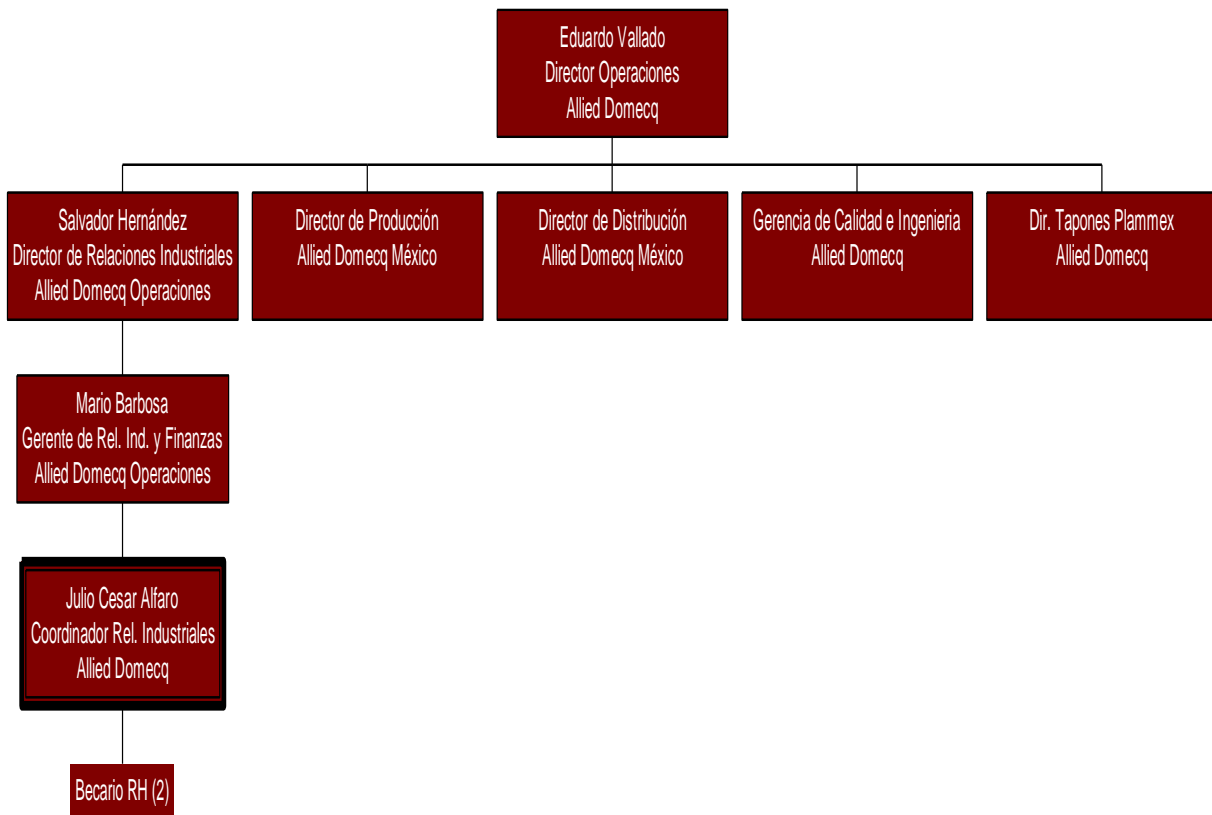 Eduardo Vallado
Director Operaciones
Allied Domecq
Salvador Hernández
Director de Relaciones Industriales
Allied Domecq Operaciones
Director de Producción
Allied Domecq México
Director de Distribución
Allied Domecq México
Gerencia de Calidad e Ingenieria
Allied Domecq
Dir. Tapones Plammex
Allied Domecq
Mario Barbosa
Gerente de Rel. Ind. y Finanzas
Allied Domecq Operaciones
Julio Cesar Alfaro
Coordinador Rel. Industriales
Allied Domecq
Becario RH (2)